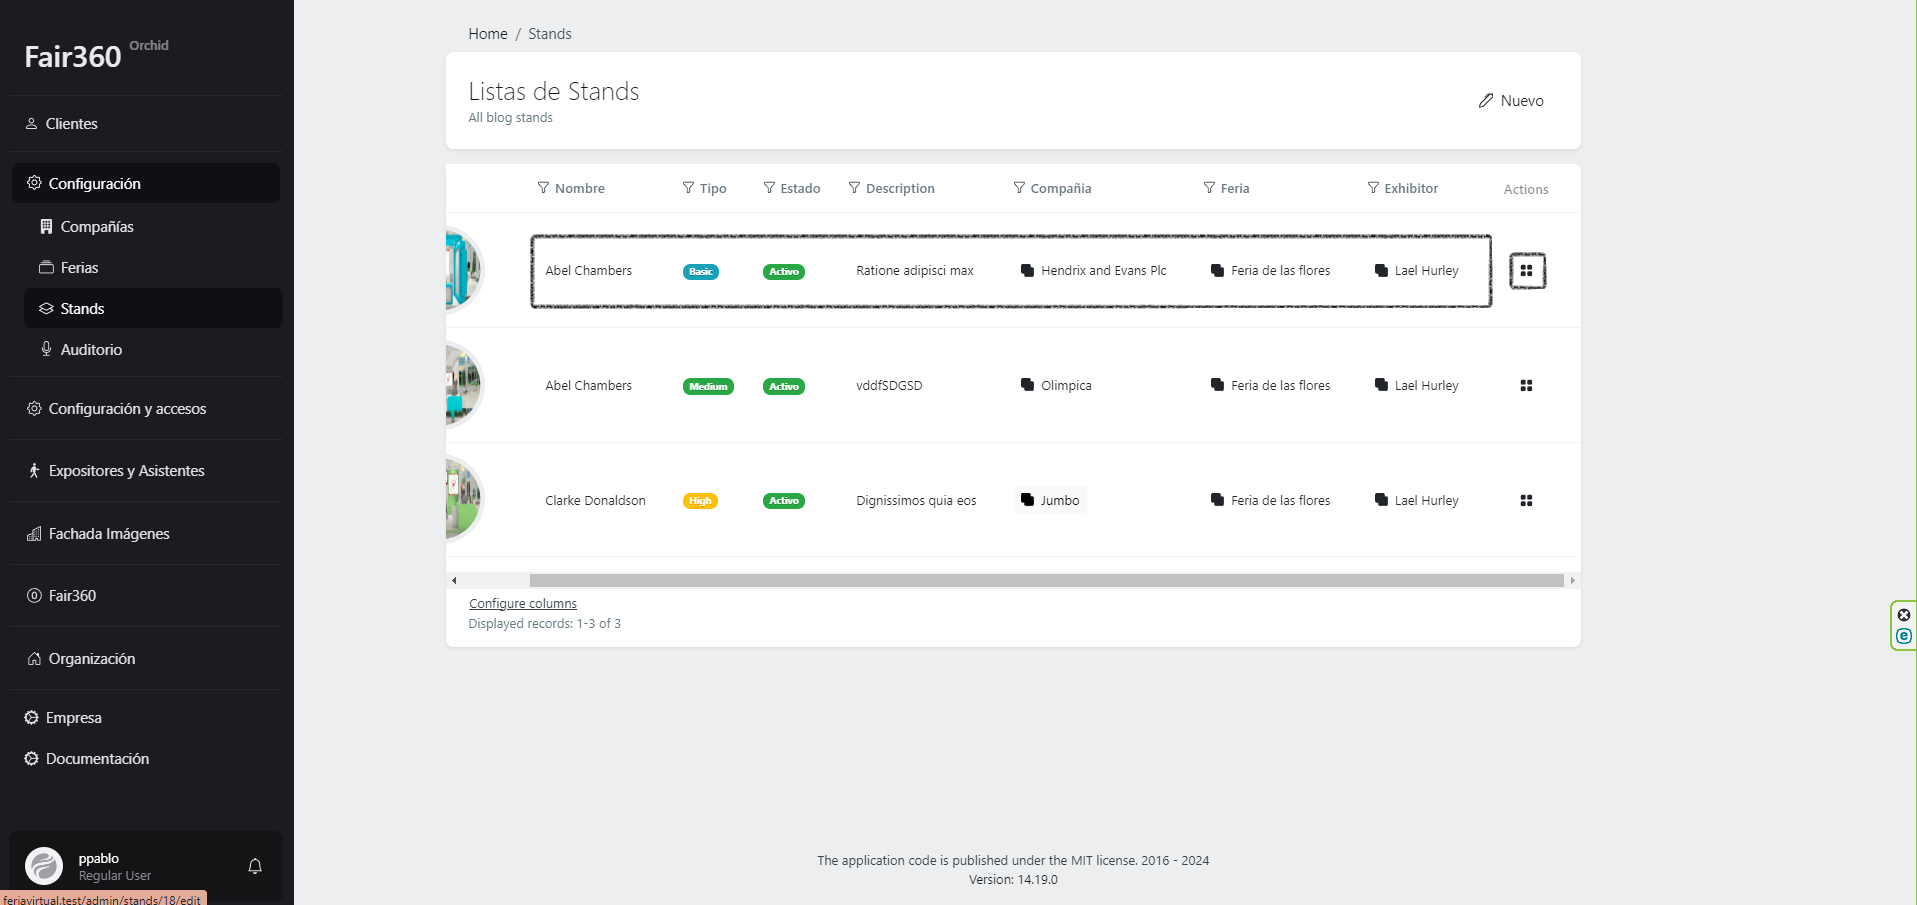 Fair360 Orchid
Clientes
Configuración
Compañías
Ferias
Stands
Auditorio
Configuración y accesos
Expositores y Asistentes
Fachada Imágenes
Fair360
Organización
Empresa
Documentación
ppablo
Regular User
feriavirtual.test/admin/stands/18/edit
Home / Stands
Listas de Stands
All blog stands
Nuevo
Nombre Tipo Estado Description Compañia Feria Exhibitor Actions
Abel Chambers Basic Activo Ratione adipisci max Hendrix and Evans Plc Feria de las flores Lael Hurley
Abel Chambers Medium Activo vddfSDGSD Olimpica Feria de las flores Lael Hurley
Clarke Donaldson High Activo Dignissimos quia eos Jumbo Feria de las flores Lael Hurley
Configure columns
Displayed records: 1-3 of 3
The application code is published under the MIT license. 2016 - 2024
Version: 14.19.0